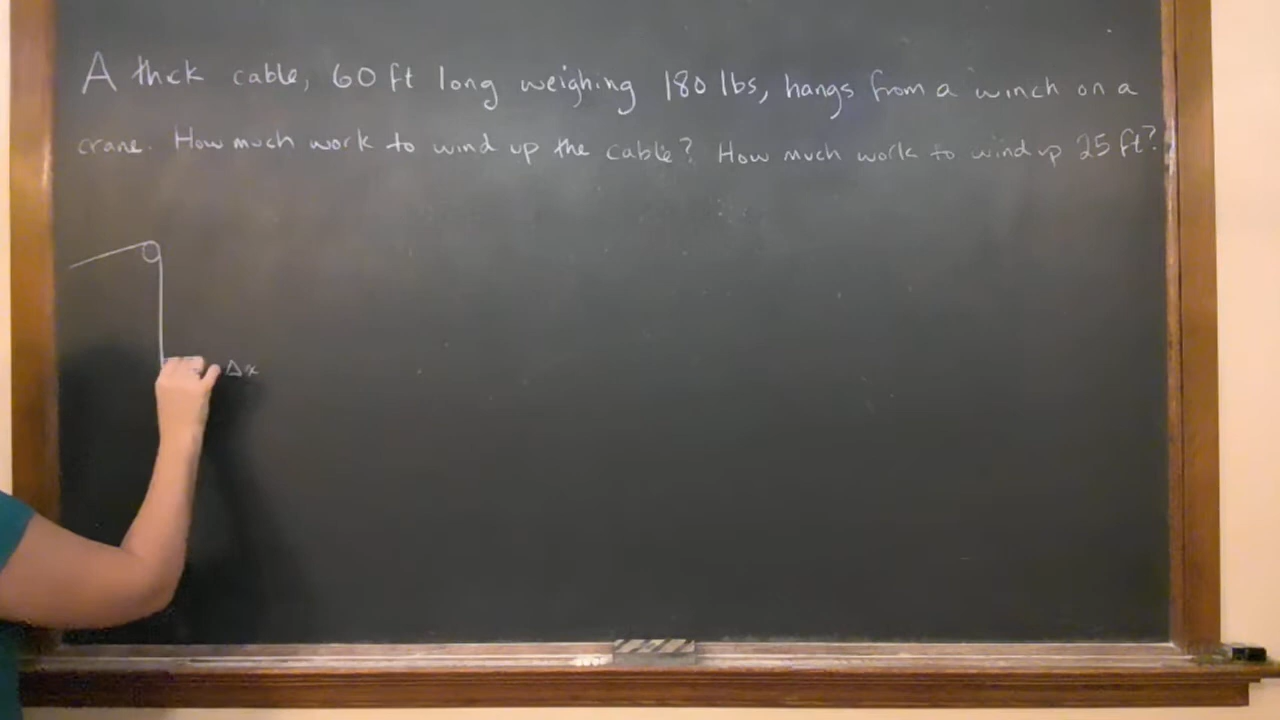 A thick cable, 60 ft long weighing 180 lbs, hangs from a winch on a
crane. How much work to wind up the cable? How much work to wind up 25 ft?
Δx